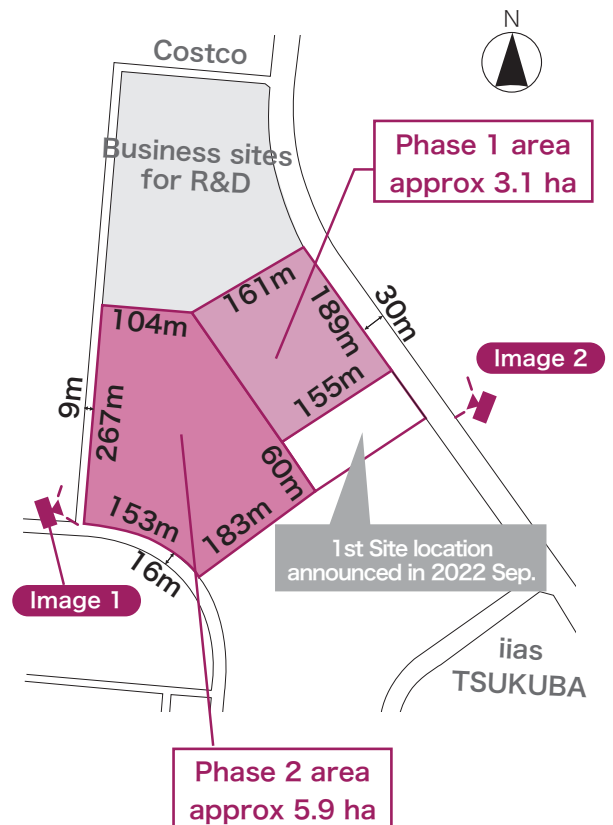 N
Costco
Business sites
for R&D
Phase 1 area
approx 3.1 ha
161m
189m
30m
104m
155m
Image 2
9m
267m
60m
153m
183m
16m
1st Site location
announced in 2022 Sep.
Image 1
iias
TSUKUBA
Phase 2 area
approx 5.9 ha